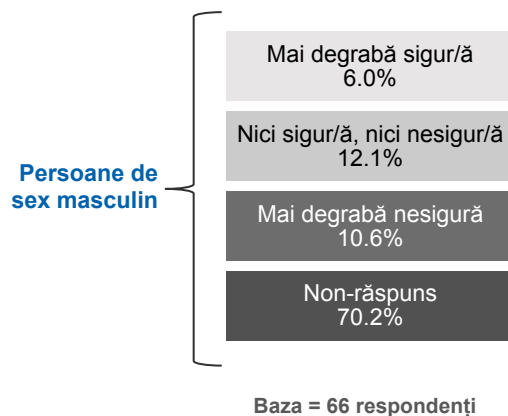 Mai degrabă sigur/ă
6.0%
Nici sigur/ă, nici nesigur/ă
12.1%
Persoane de
sex masculin
Mai degrabă nesigură
10.6%
Non-răspuns
70.2%
Baza = 66 respondenți